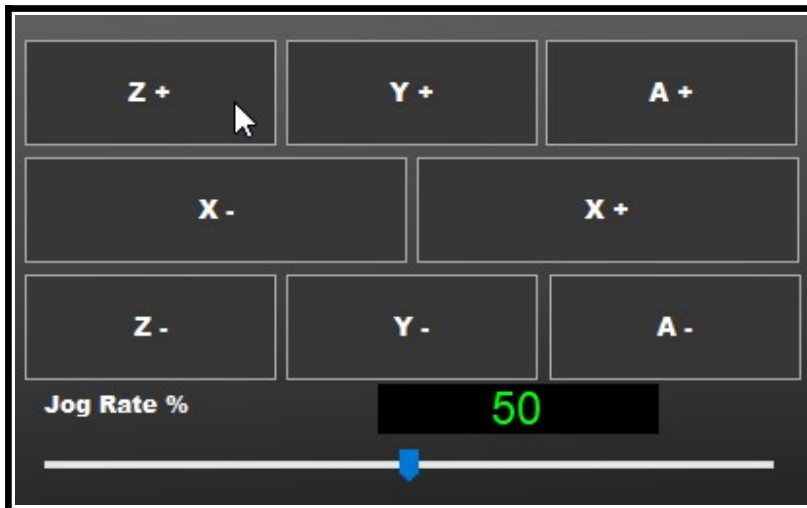 Z + Y + A +
X - X +
Z - Y - A -
Jog Rate % 50